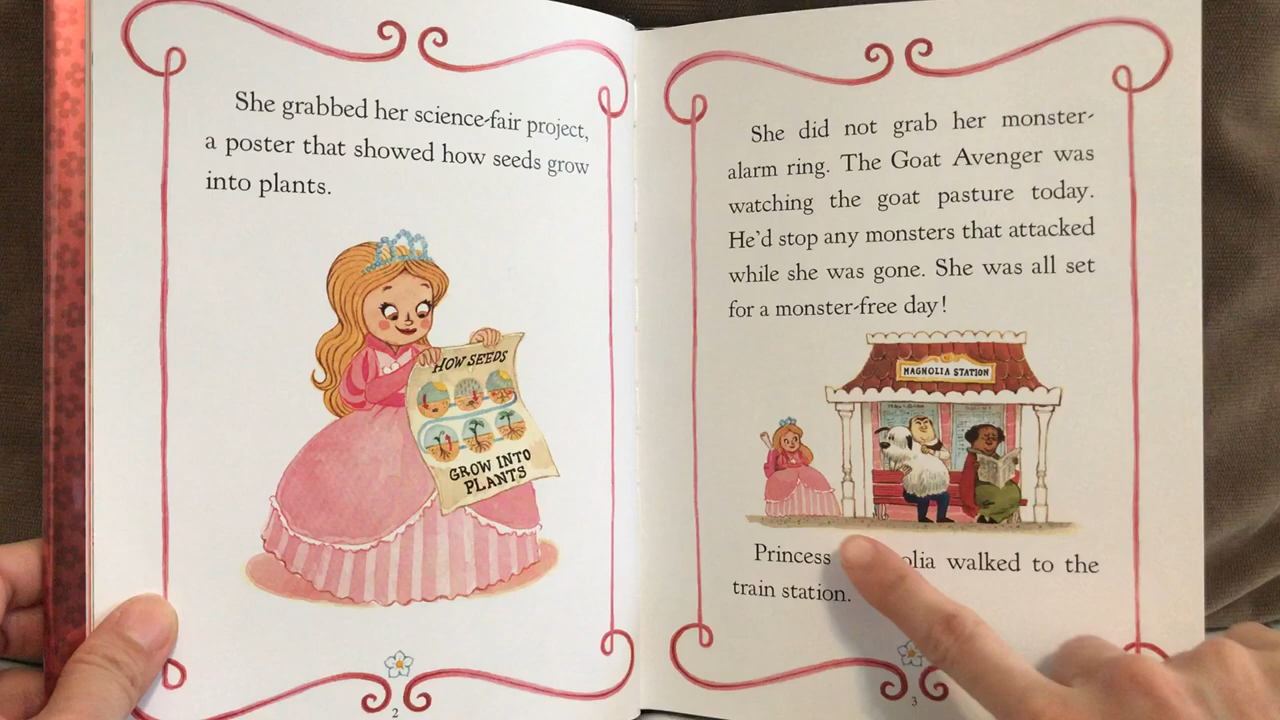 She grabbed her science-fair project,
a poster that showed how seeds grow
into plants.
HOW SEEDS
GROW INTO
PLANTS
2
She did not grab her monster-
alarm ring. The Goat Avenger was
watching the goat pasture today.
He'd stop any monsters that attacked
while she was gone. She was all set
for a monster-free day!
MAGNOLIA STATION
Princess olia walked to the
train station.
3